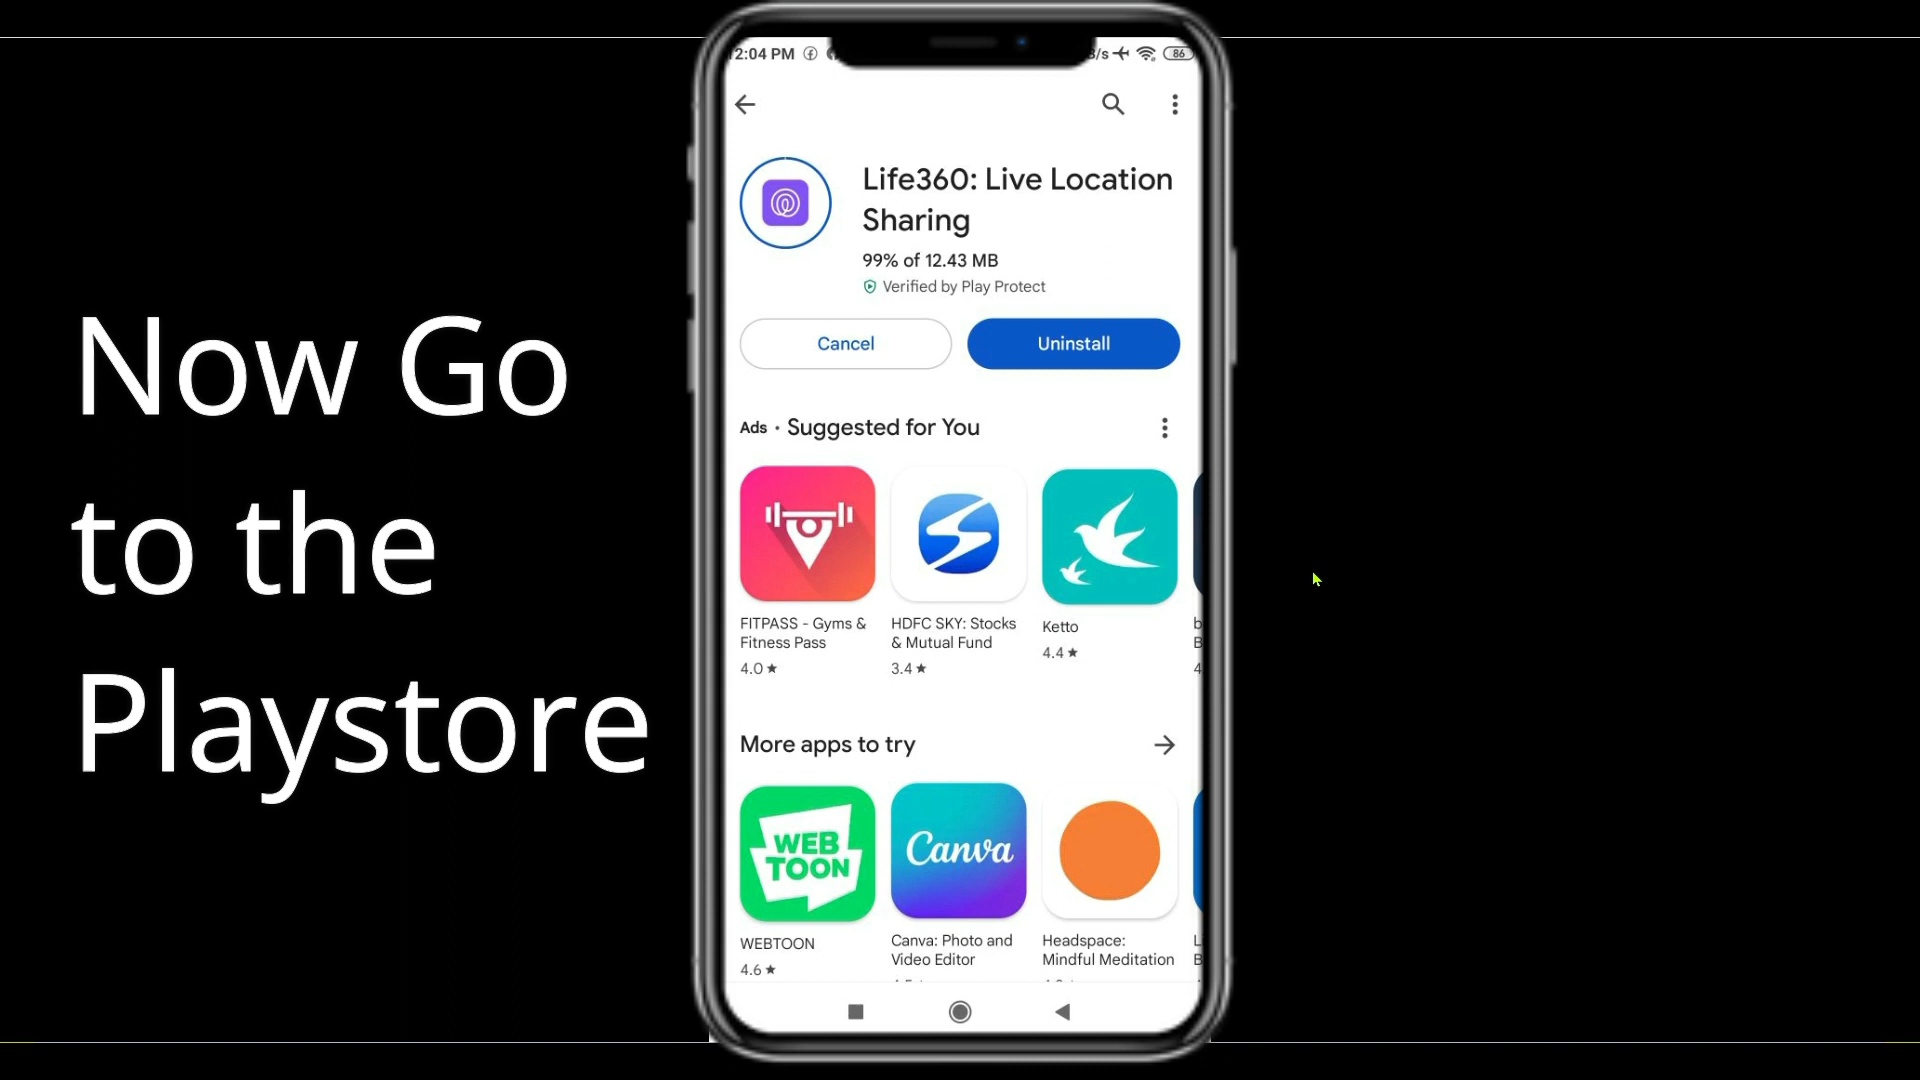 Now Go
to the
Playstore
2:04 PM
/s
86
Life360: Live Location
Sharing
99% of 12.43 MB
Verified by Play Protect
Cancel
Uninstall
Ads • Suggested for You
FITPASS - Gyms &
Fitness Pass
4.0 ★
HDFC SKY: Stocks
& Mutual Fund
3.4 ★
Ketto
4.4 ★
More apps to try
WEB
TOON
Canva
WEBTOON
4.6 ★
Canva: Photo and
Video Editor
Headspace:
Mindful Meditation